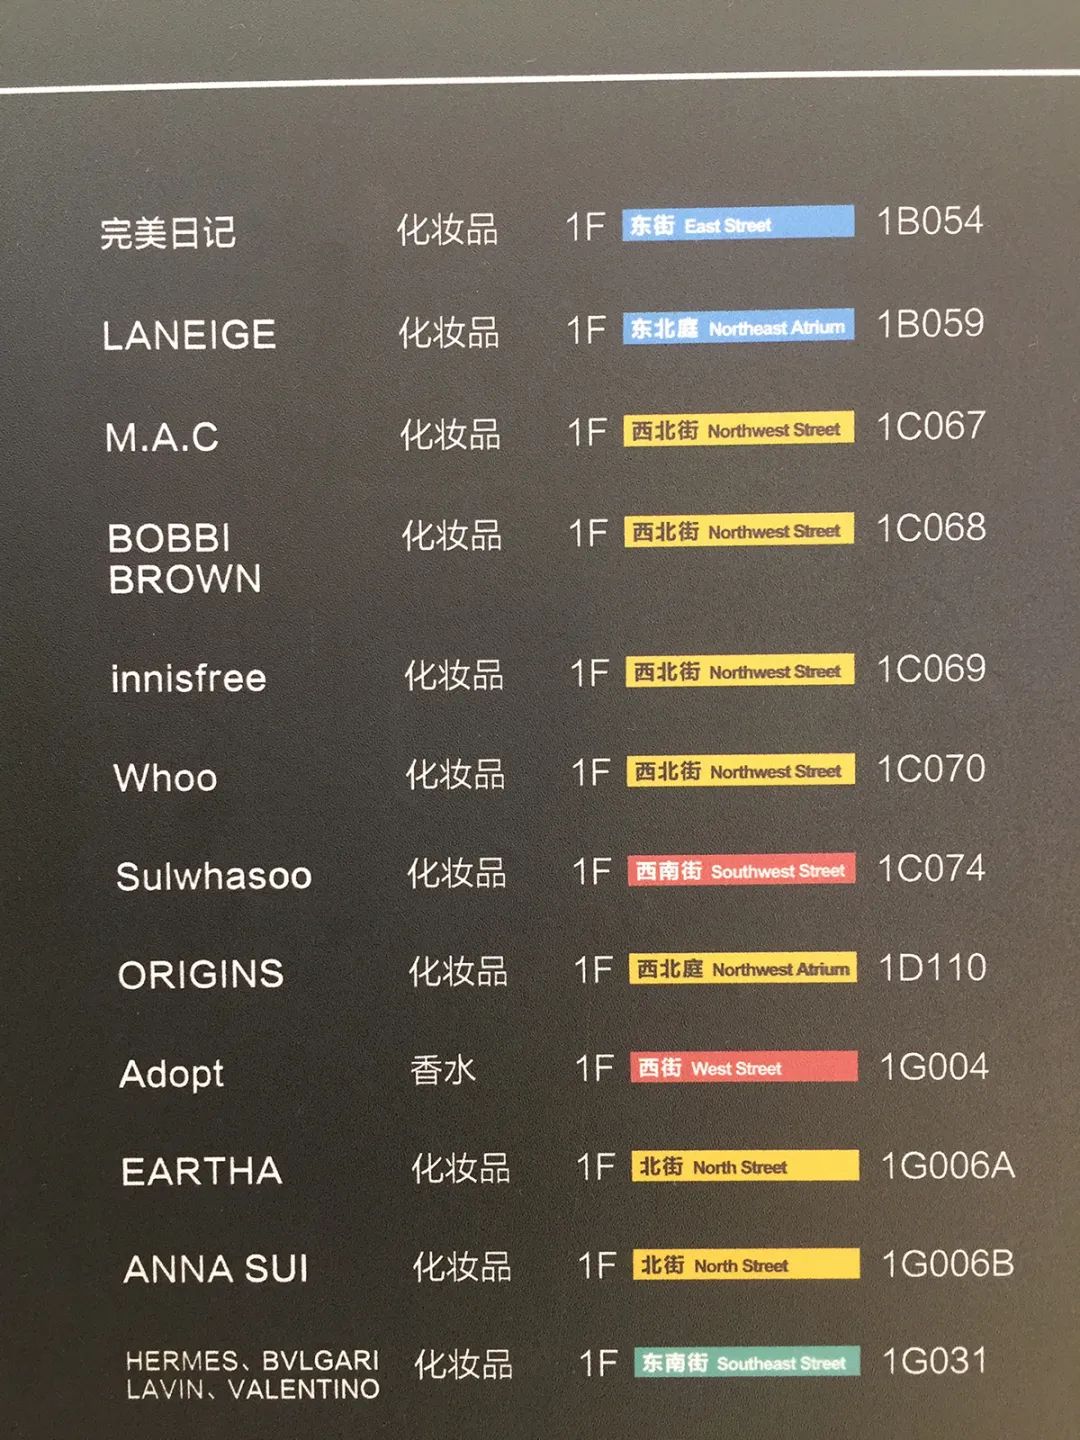 完美日记 化妆品 1F 东街 East Street 1B054
LANEIGE 化妆品 1F 东北庭 Northeast Atrium 1B059
M.A.C 化妆品 1F 西北街 Northwest Street 1C067
BOBBI 化妆品 1F 西北街 Northwest Street 1C068
BROWN
innisfree 化妆品 1F 西北街 Northwest Street 1C069
Whoo 化妆品 1F 西北街 Northwest Street 1C070
Sulwhasoo 化妆品 1F 西南街 Southwest Street 1C074
ORIGINS 化妆品 1F 西北庭 Northwest Atrium 1D110
Adopt 香水 1F 西街 West Street 1G004
EARTHA 化妆品 1F 北街 North Street 1G006A
ANNA SUI 化妆品 1F 北街 North Street 1G006B
HERMES、BVLGARI 化妆品 1F 东南街 Southeast Street 1G031
LAVIN、VALENTINO